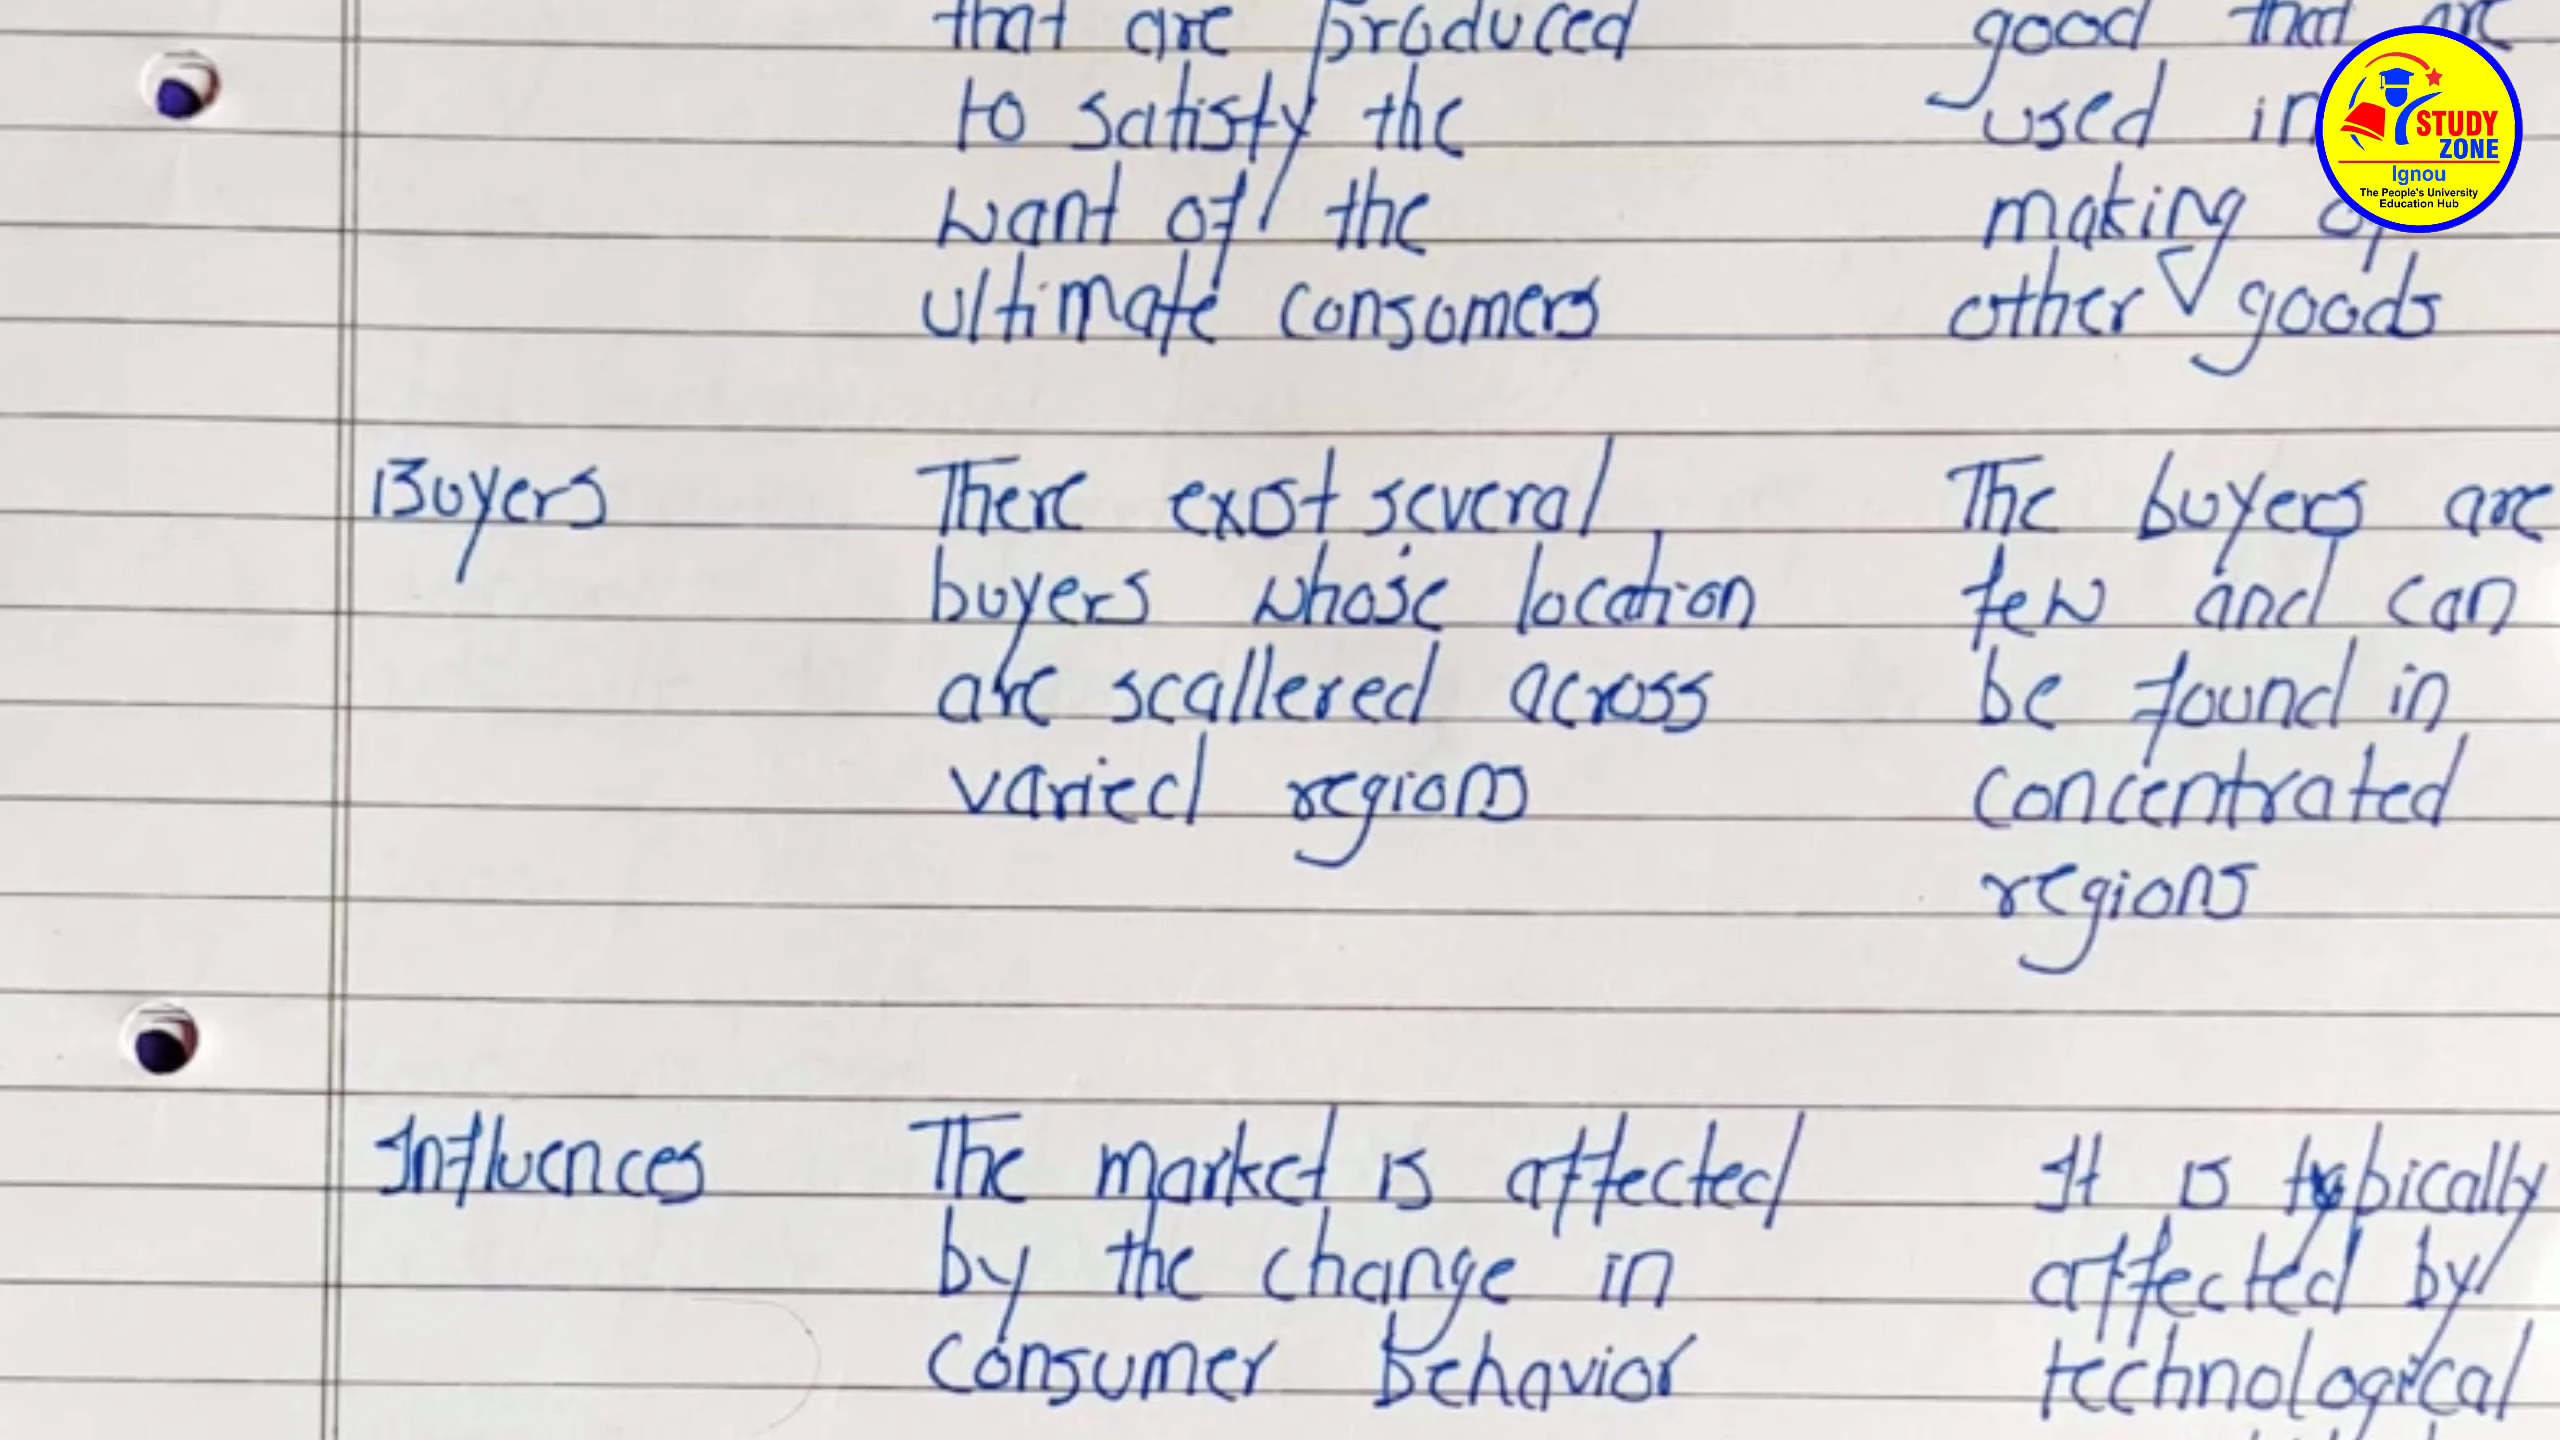 that are produced
to satisfy the
want of the
ultimate consumers
good that are
used in
making of
other goods
STUDY
ZONE
Ignou
The People's University
Education Hub
Buyers
There exist several
buyers whose location
are scallered across
varied regions
The buyers are
few and can
be found in
concentrated
regions
Influences
The market is affected
by the change in
consumer Behavior
It is typically
affected by
technological